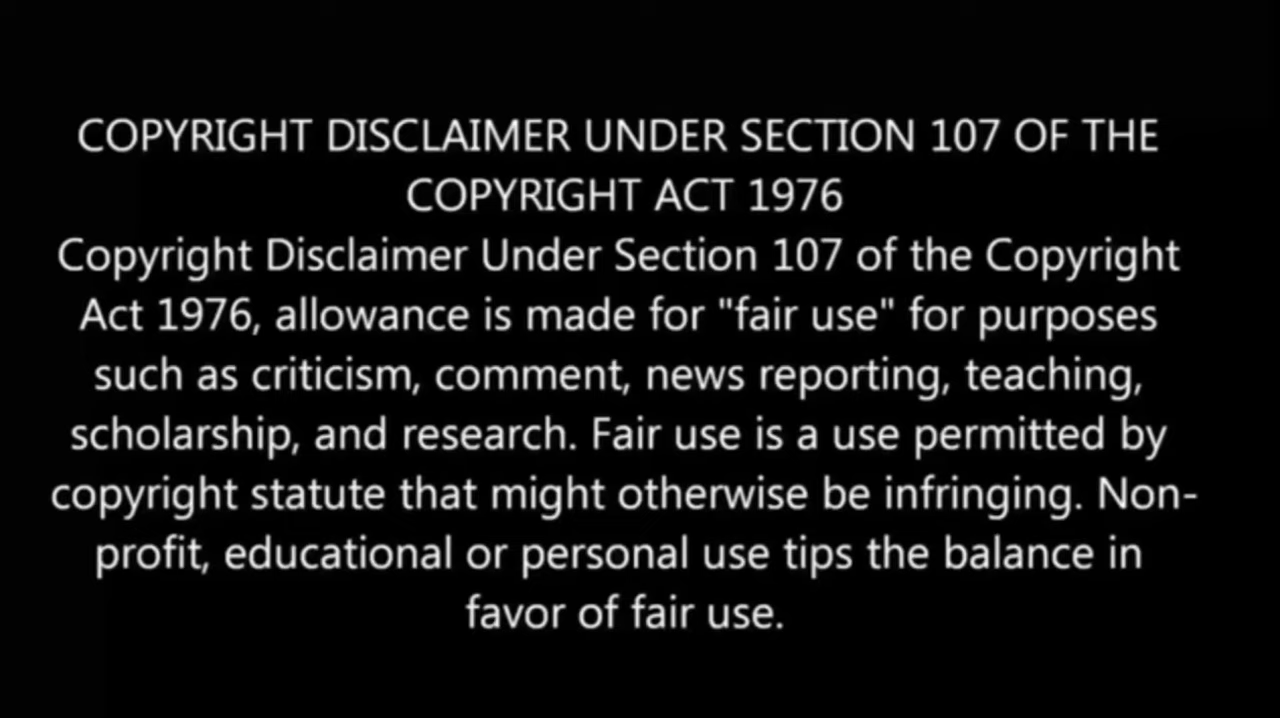 COPYRIGHT DISCLAIMER UNDER SECTION 107 OF THE
COPYRIGHT ACT 1976
Copyright Disclaimer Under Section 107 of the Copyright
Act 1976, allowance is made for "fair use" for purposes
such as criticism, comment, news reporting, teaching,
scholarship, and research. Fair use is a use permitted by
copyright statute that might otherwise be infringing. Non-
profit, educational or personal use tips the balance in
favor of fair use.